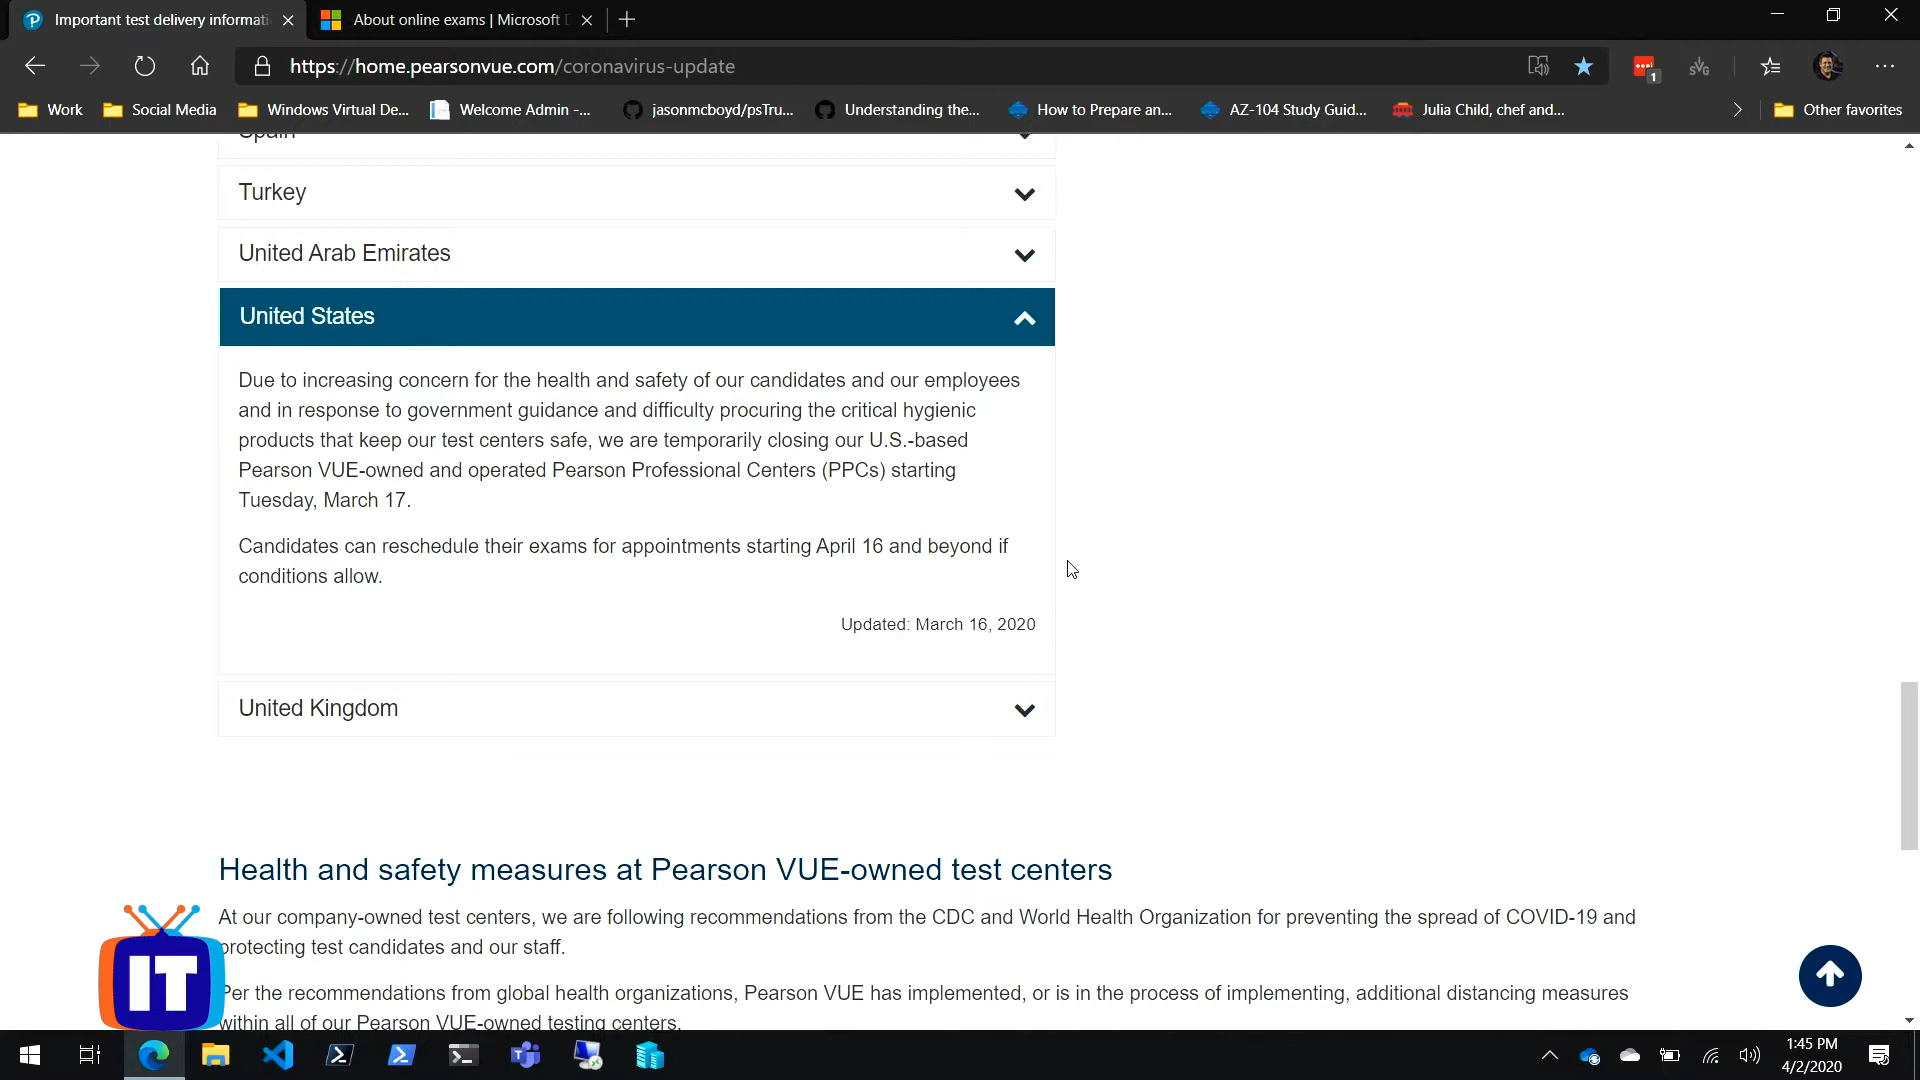 Important test delivery informati
About online exams | Microsoft D
https://home.pearsonvue.com/coronavirus-update
1
SVG
Work
Social Media
Windows Virtual De...
Welcome Admin -...
jasonmcboyd/psTru...
Understanding the...
How to Prepare an...
AZ-104 Study Guid...
Julia Child, chef and...
Other favorites
Spain
Turkey
United Arab Emirates
United States
Due to increasing concern for the health and safety of our candidates and our employees
and in response to government guidance and difficulty procuring the critical hygienic
products that keep our test centers safe, we are temporarily closing our U.S.-based
Pearson VUE-owned and operated Pearson Professional Centers (PPCs) starting
Tuesday, March 17.
Candidates can reschedule their exams for appointments starting April 16 and beyond if
conditions allow.
Updated: March 16, 2020
United Kingdom
Health and safety measures at Pearson VUE-owned test centers
At our company-owned test centers, we are following recommendations from the CDC and World Health Organization for preventing the spread of COVID-19 and
protecting test candidates and our staff.
Per the recommendations from global health organizations, Pearson VUE has implemented, or is in the process of implementing, additional distancing measures
within all of our Pearson VUE-owned testing centers.
IT
1:45 PM
4/2/2020